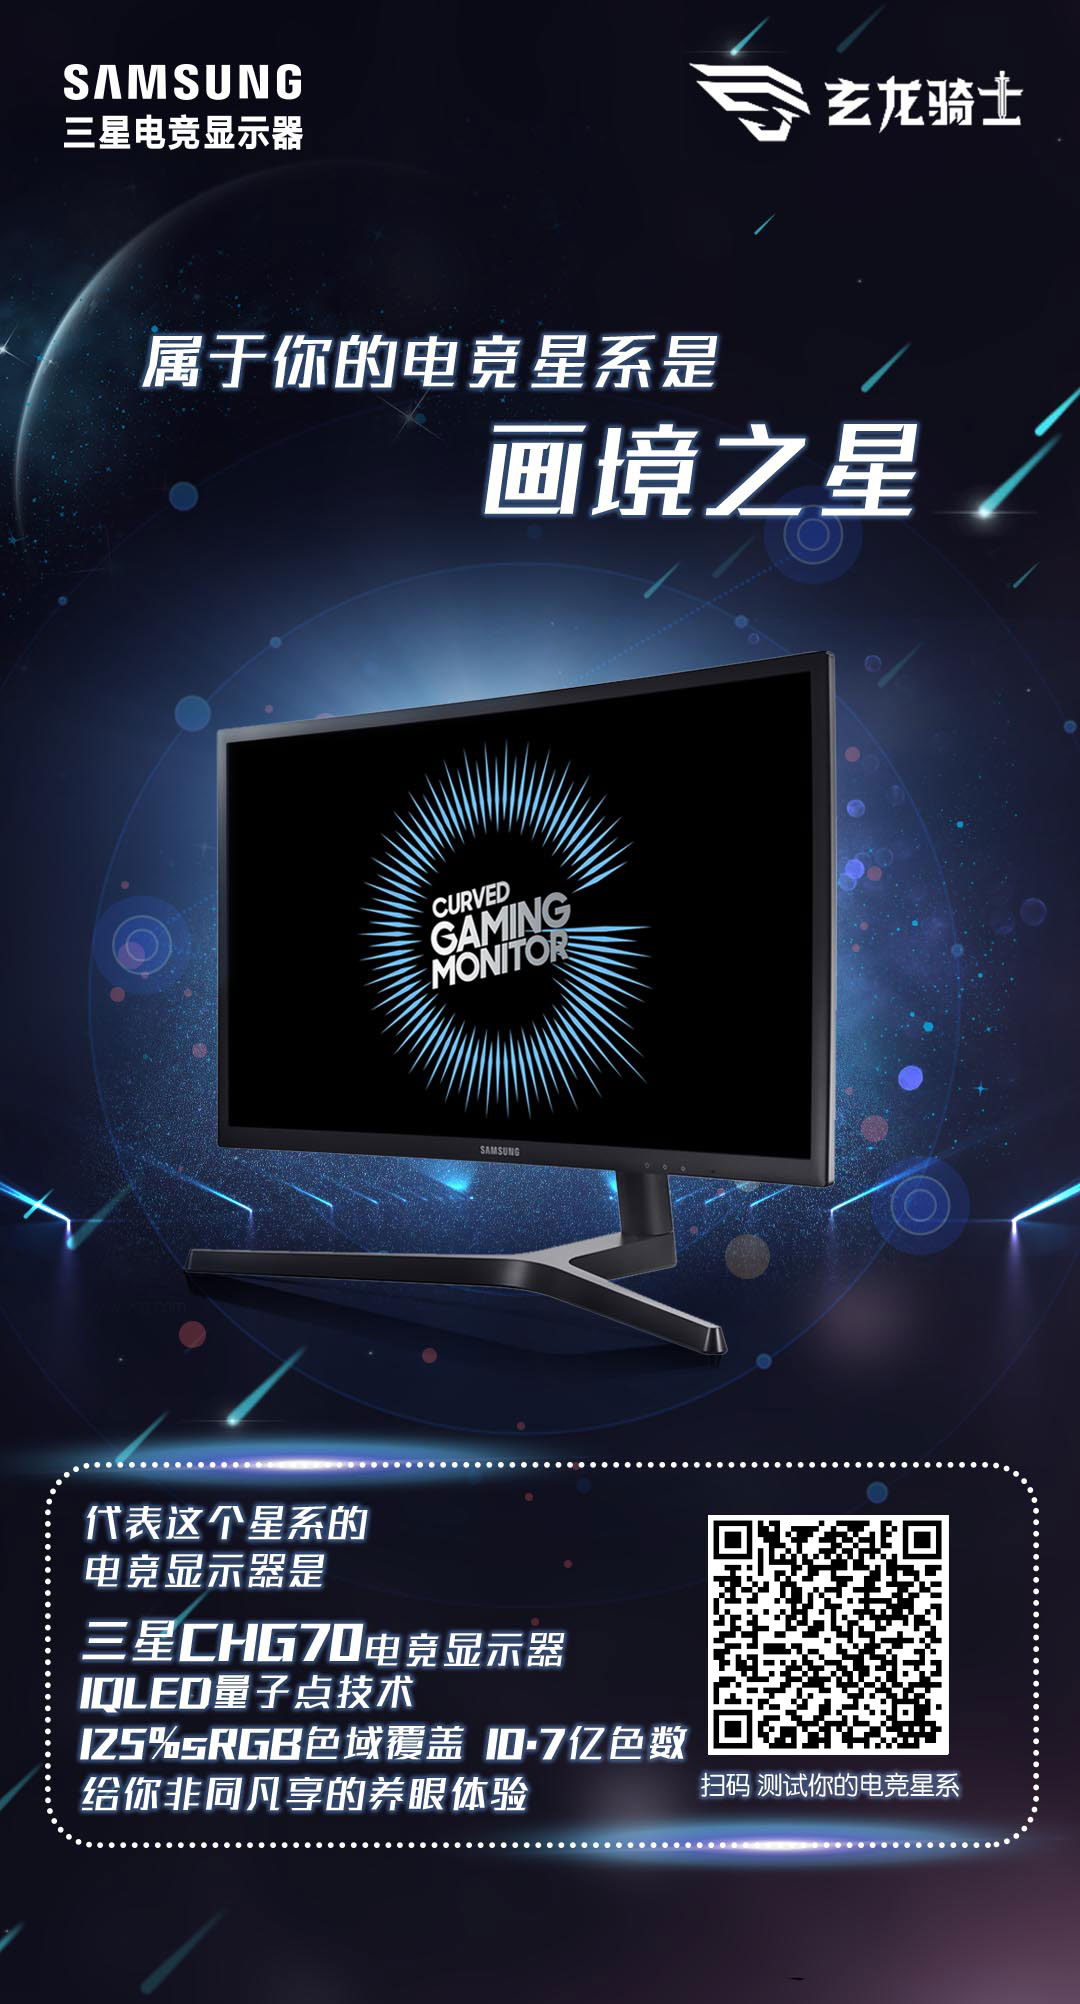 SAMSUNG
三星电竞显示器
玄龙骑士
属于你的电竞星系是
画境之星
CURVED
GAMING
MONITOR
SAMSUNG
代表这个星系的
电竞显示器是
三星CHG70电竞显示器
IQLED量子点技术
125%sRGB色域覆盖 10·7亿色数
给你非同凡享的养眼体验
扫码 测试你的电竞星系